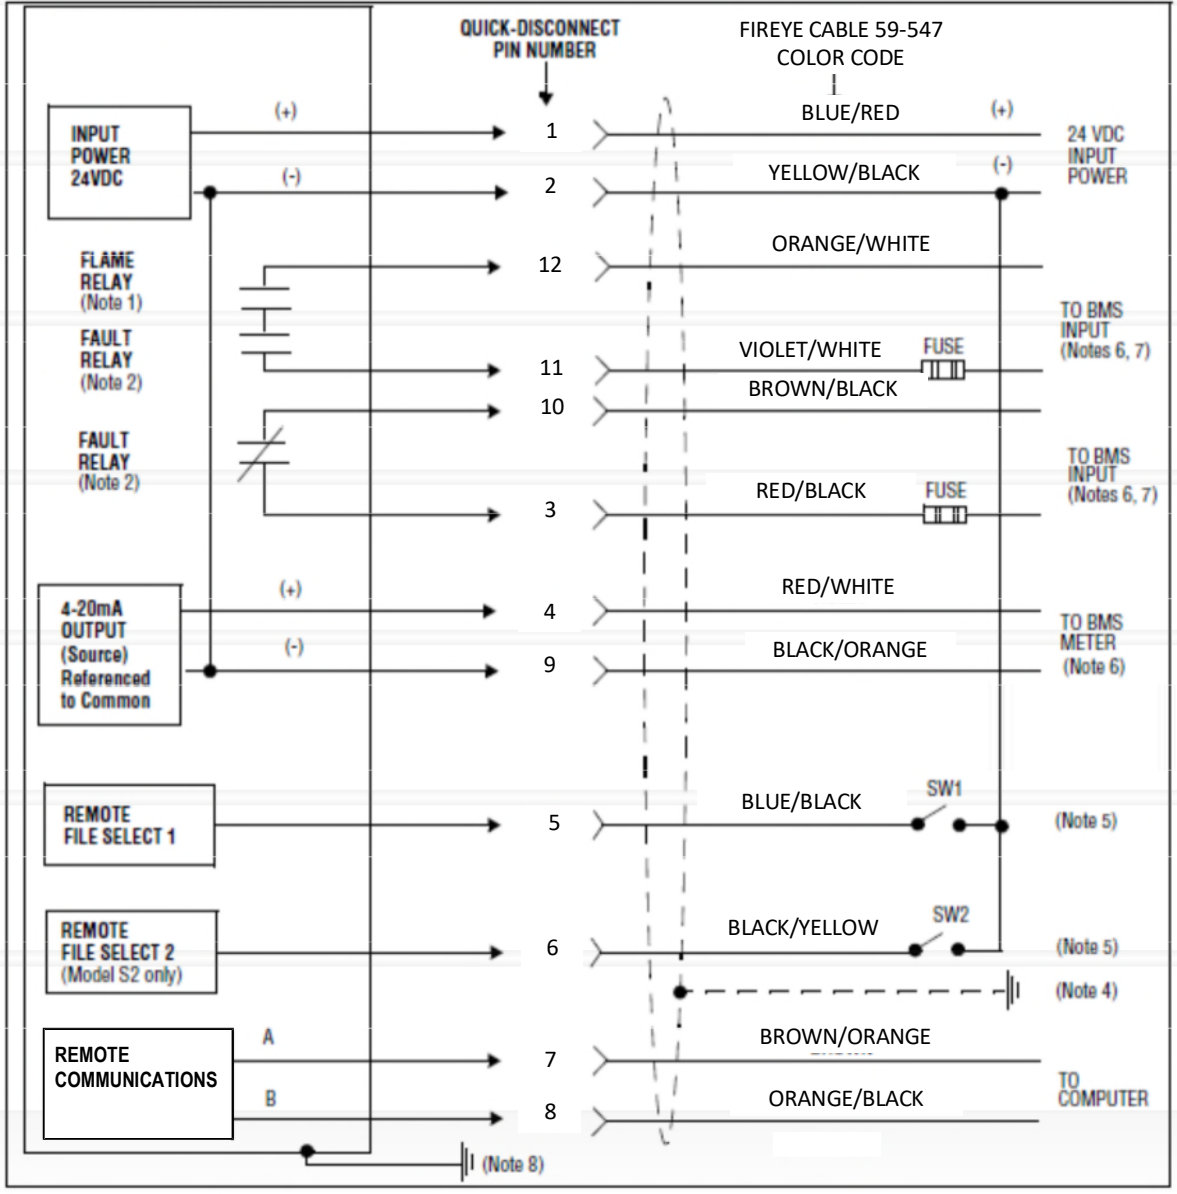 QUICK-DISCONNECT
PIN NUMBER
FIREYE CABLE 59-547
COLOR CODE
INPUT
POWER
24VDC
(+)
1
BLUE/RED
(+)
24 VDC
INPUT
POWER
(-)
2
YELLOW/BLACK
(-)
FLAME
RELAY
(Note 1)
12
ORANGE/WHITE
FAULT
RELAY
(Note 2)
11
VIOLET/WHITE
FUSE
TO BMS
INPUT
(Notes 6, 7)
10
BROWN/BLACK
FAULT
RELAY
(Note 2)
3
RED/BLACK
FUSE
TO BMS
INPUT
(Notes 6, 7)
4-20mA
OUTPUT
(Source)
Referenced
to Common
(+)
4
RED/WHITE
(-)
9
BLACK/ORANGE
TO BMS
METER
(Note 6)
REMOTE
FILE SELECT 1
5
BLUE/BLACK
SW1
(Note 5)
REMOTE
FILE SELECT 2
(Model S2 only)
6
BLACK/YELLOW
SW2
(Note 5)
(Note 4)
REMOTE
COMMUNICATIONS
A
7
BROWN/ORANGE
B
8
ORANGE/BLACK
TO
COMPUTER
(Note 8)